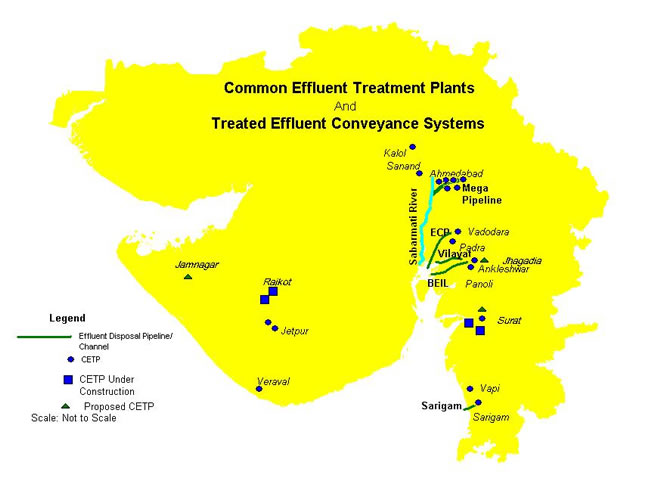 Common Effluent Treatment Plants
And
Treated Effluent Conveyance Systems
Kalol
Sanand
Ahmedabad
Mega
Pipeline
Sabarmati River
ECP
Vadodara
Padra
Vilayat
Jhagadia
Ankleshwar
BEIL
Panoli
Jamnagar
Rajkot
Surat
Jetpur
Veraval
Vapi
Sarigam
Sarigam
Legend
Effluent Disposal Pipeline/
Channel
CETP
CETP Under
Construction
Proposed CETP
Scale: Not to Scale